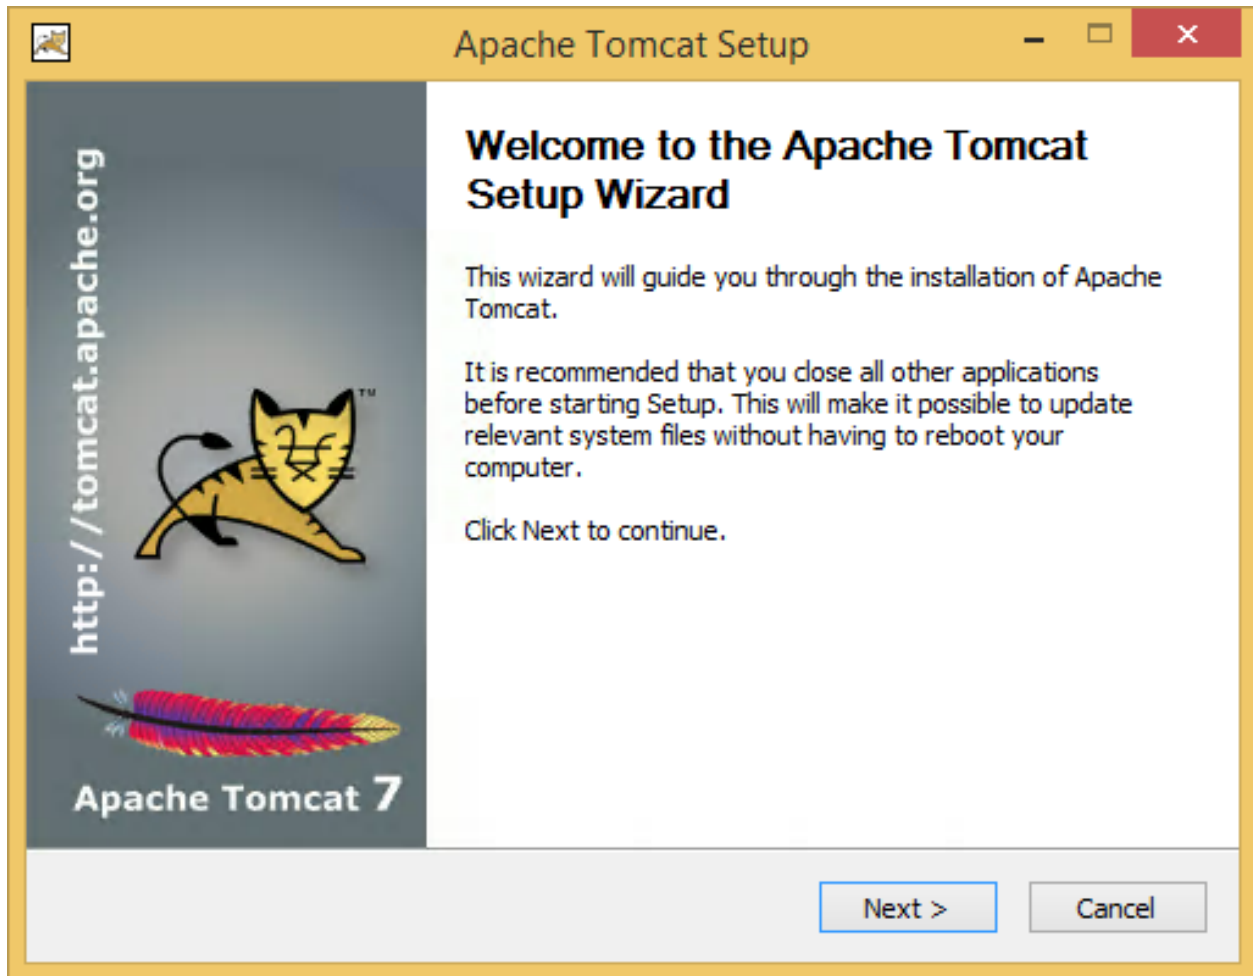 Apache Tomcat Setup
http://tomcat.apache.org
TM
Apache Tomcat 7
Welcome to the Apache Tomcat
Setup Wizard
This wizard will guide you through the installation of Apache
Tomcat.
It is recommended that you close all other applications
before starting Setup. This will make it possible to update
relevant system files without having to reboot your
computer.
Click Next to continue.
Next >
Cancel